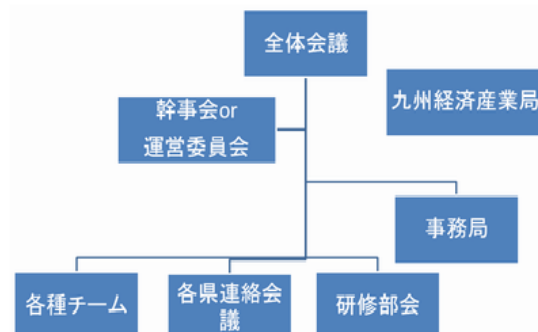 全体会議
九州経済産業局
幹事会or
運営委員会
事務局
各種チーム
各県連絡会
議
研修部会